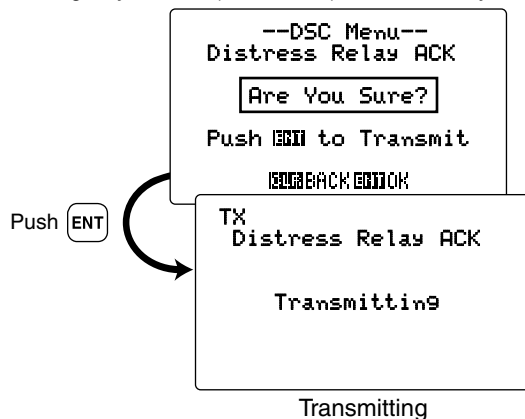 --DSC Menu--
Distress Relay ACK
Are You Sure?
Push ENT to Transmit
BACK ENT OK
Push ENT
TX
Distress Relay ACK
Transmitting
Transmitting